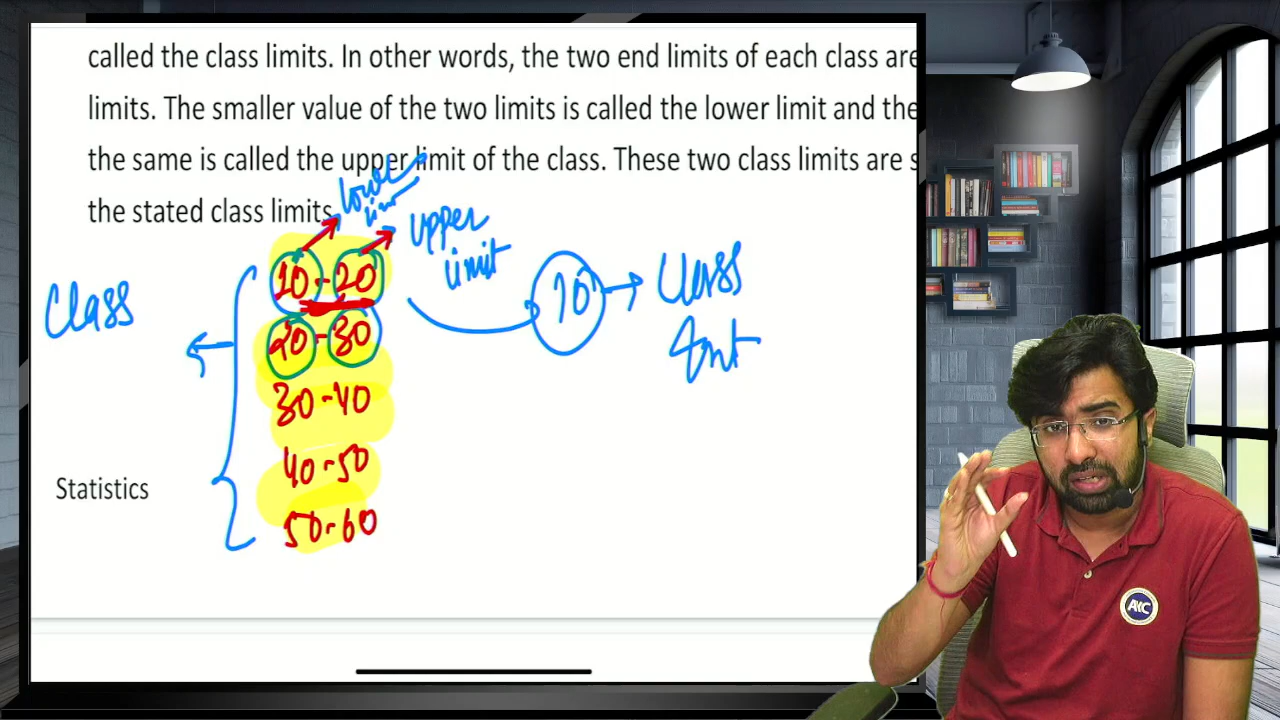 called the class limits. In other words, the two end limits of each class are
limits. The smaller value of the two limits is called the lower limit and the
the same is called the upper limit of the class. These two class limits are s
the stated class limits
lower
limit
upper
limit
10 - 20
20 - 30
30 - 40
40 - 50
50 - 60
Class
10
Class
Int
Statistics
AKC